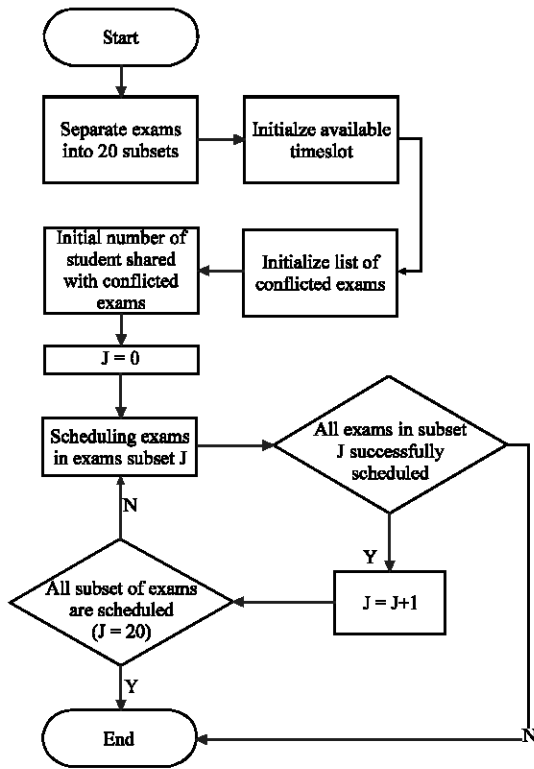 Start
Separate exams
into 20 subsets
Initialze available
timeslot
Initial number of
student shared
with conflicted
exams
Initialize list of
conflicted exams
J = 0
Scheduling exams
in exams subset J
All exams in subset
J successfully
scheduled
N
Y
All subset of exams
are scheduled
(J = 20)
J = J+1
Y
End
N